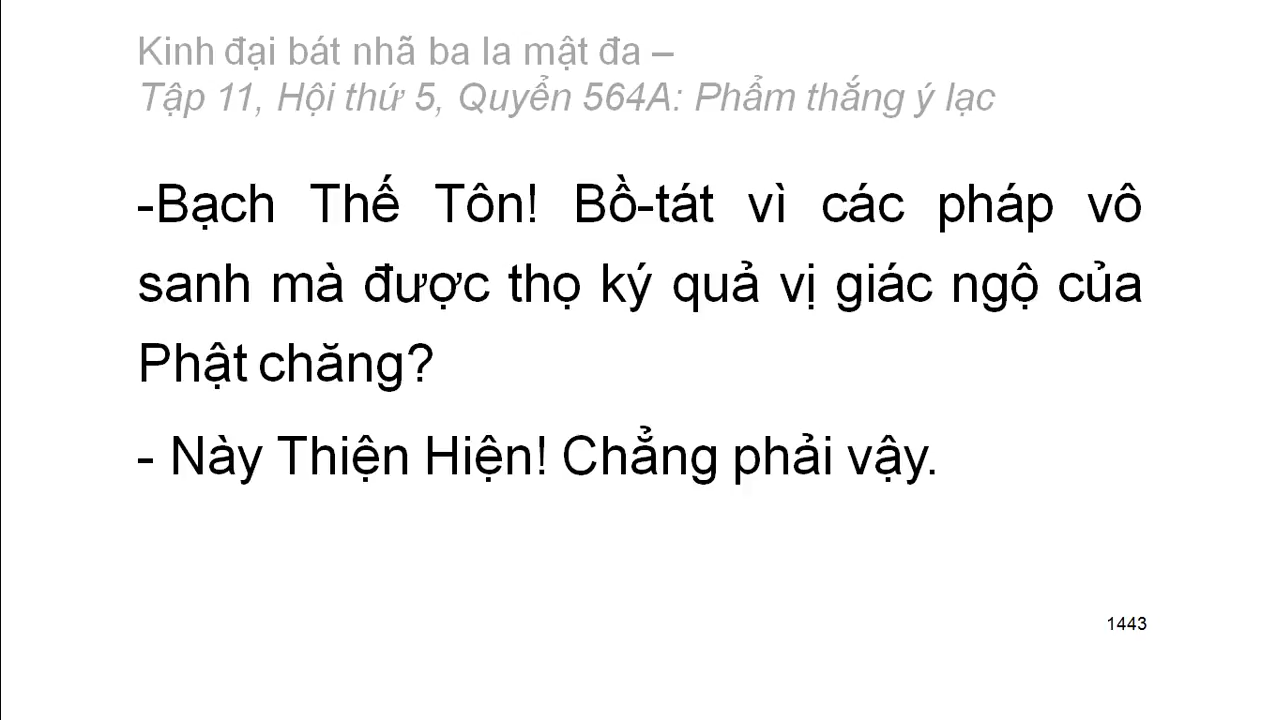 Kinh đại bát nhã ba la mật đa –
Tập 11, Hội thứ 5, Quyển 564A: Phẩm thắng ý lạc
-Bạch Thế Tôn! Bồ-tát vì các pháp vô
sanh mà được thọ ký quả vị giác ngộ của
Phật chăng?
- Này Thiện Hiện! Chẳng phải vậy.
1443